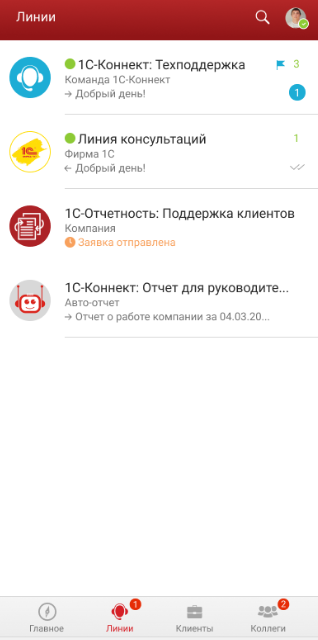 Линии
1С-Коннект: Техподдержка 3
Команда 1С-Коннект
→ Добрый день! 1
1С
Линия консультаций 1
Фирма 1С
← Добрый день!
1С-Отчетность: Поддержка клиентов
Компания
Заявка отправлена
1С-Коннект: Отчет для руководите...
Авто-отчет
→ Отчет о работе компании за 04.03.20...
1 2
Главное Линии Клиенты Коллеги